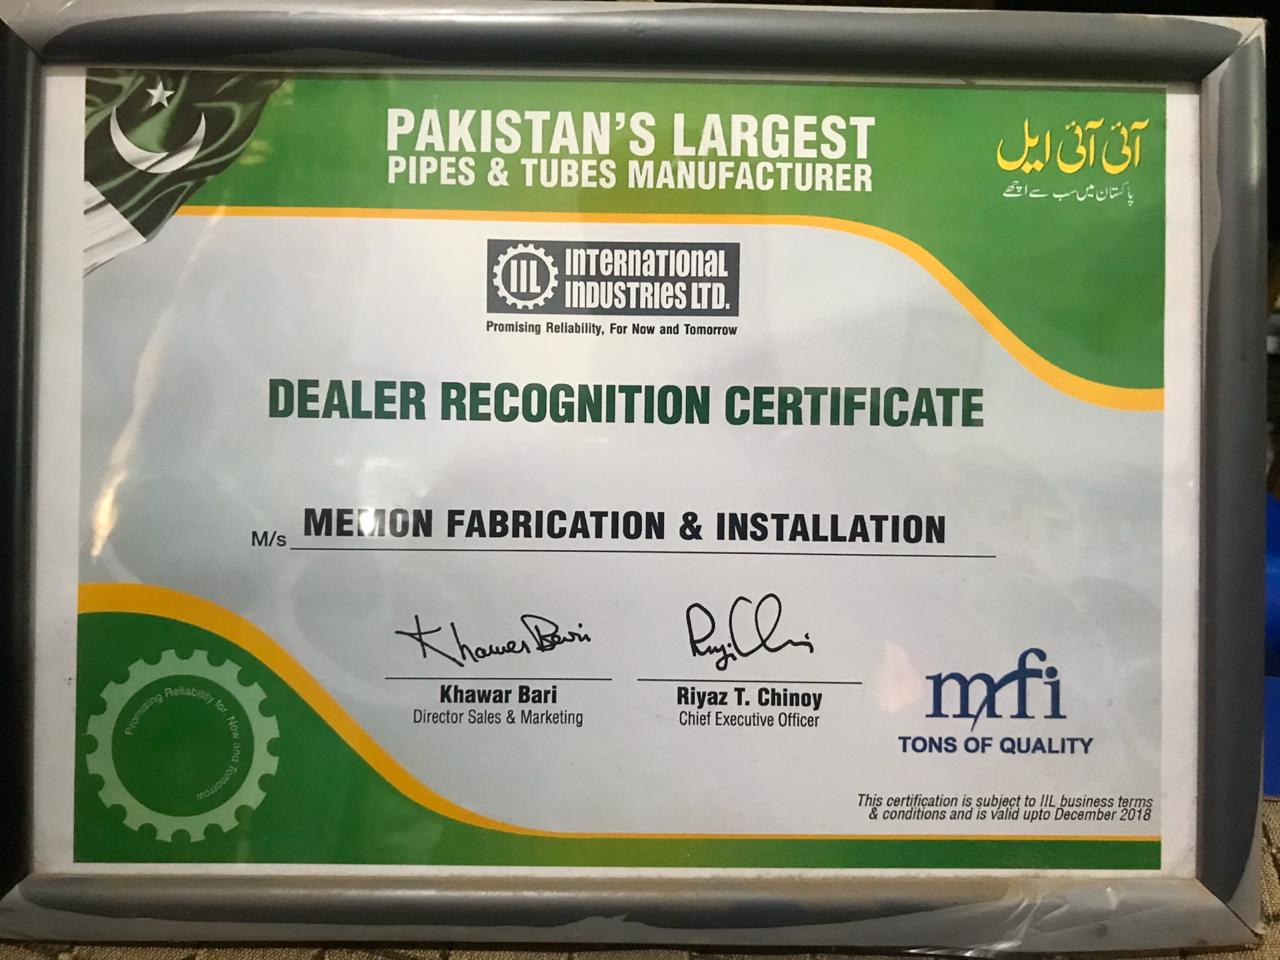 PAKISTAN'S LARGEST
PIPES & TUBES MANUFACTURER
آئی آئی ایل
پاکستان میں سب سے اچھے
IIL INTERNATIONAL
INDUSTRIES LTD.
Promising Reliability, For Now and Tomorrow
DEALER RECOGNITION CERTIFICATE
M/s MEMON FABRICATION & INSTALLATION
Khawar Bari
Khawar Bari
Director Sales & Marketing
Riyaz T. Chinoy
Chief Executive Officer
mfi
TONS OF QUALITY
Promising Reliability for, Now and Tomorrow
This certification is subject to IIL business terms
& conditions and is valid upto December 2018